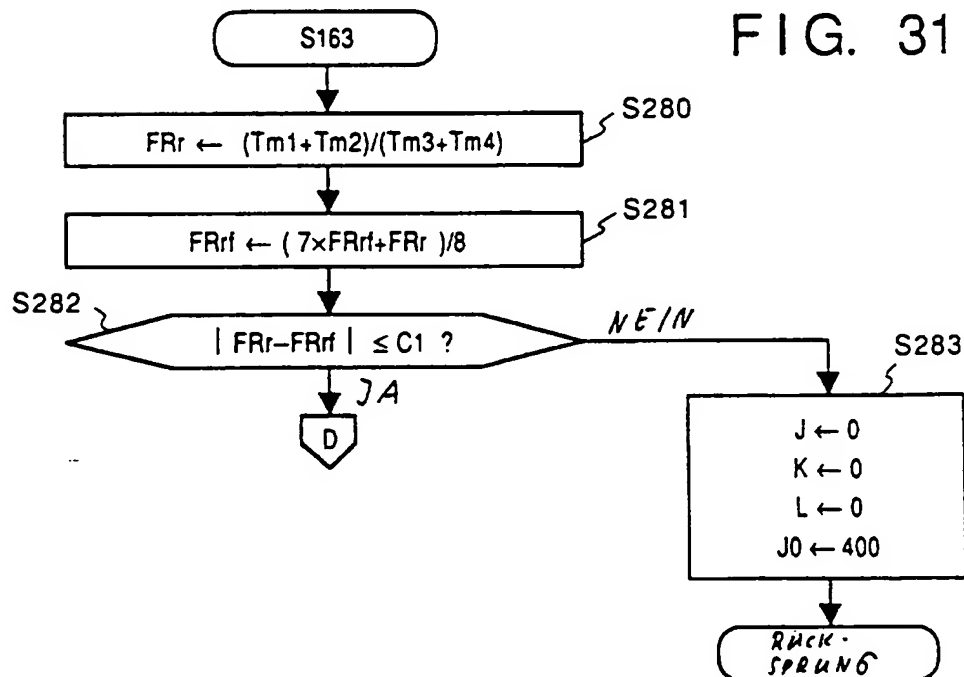 FIG. 31
S163
S280
FRr ← (Tm1+Tm2)/(Tm3+Tm4)
S281
FRrf ← ( 7×FRrf+FRr )/8
S282
| FRr–FRrf | ≤ C1 ?
NEIN
JA
D
S283
J ← 0
K ← 0
L ← 0
J0 ← 400
RÜCK-
SPRUNG